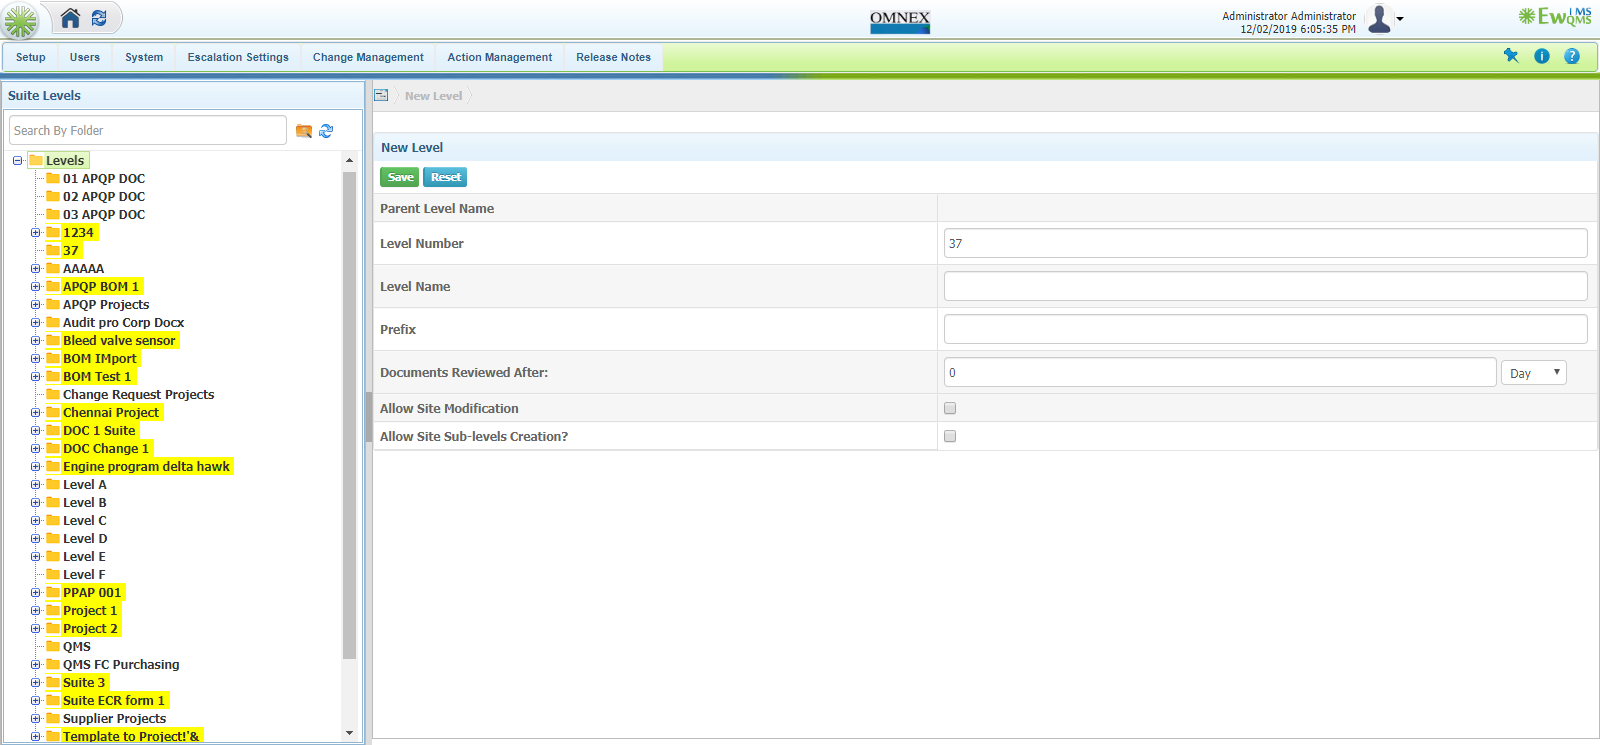 OMNEX
Administrator Administrator
12/02/2019 6:05:35 PM
EwIMS
QMS
Setup Users System Escalation Settings Change Management Action Management Release Notes
Suite Levels
Search By Folder
Levels
01 APQP DOC
02 APQP DOC
03 APQP DOC
1234
37
AAAAA
APQP BOM 1
APQP Projects
Audit pro Corp Docx
Bleed valve sensor
BOM IMport
BOM Test 1
Change Request Projects
Chennai Project
DOC 1 Suite
DOC Change 1
Engine program delta hawk
Level A
Level B
Level C
Level D
Level E
Level F
PPAP 001
Project 1
Project 2
QMS
QMS FC Purchasing
Suite 3
Suite ECR form 1
Supplier Projects
Template to Project!'&
New Level
New Level
Save Reset
Parent Level Name
Level Number 37
Level Name
Prefix
Documents Reviewed After: 0 Day
Allow Site Modification
Allow Site Sub-levels Creation?